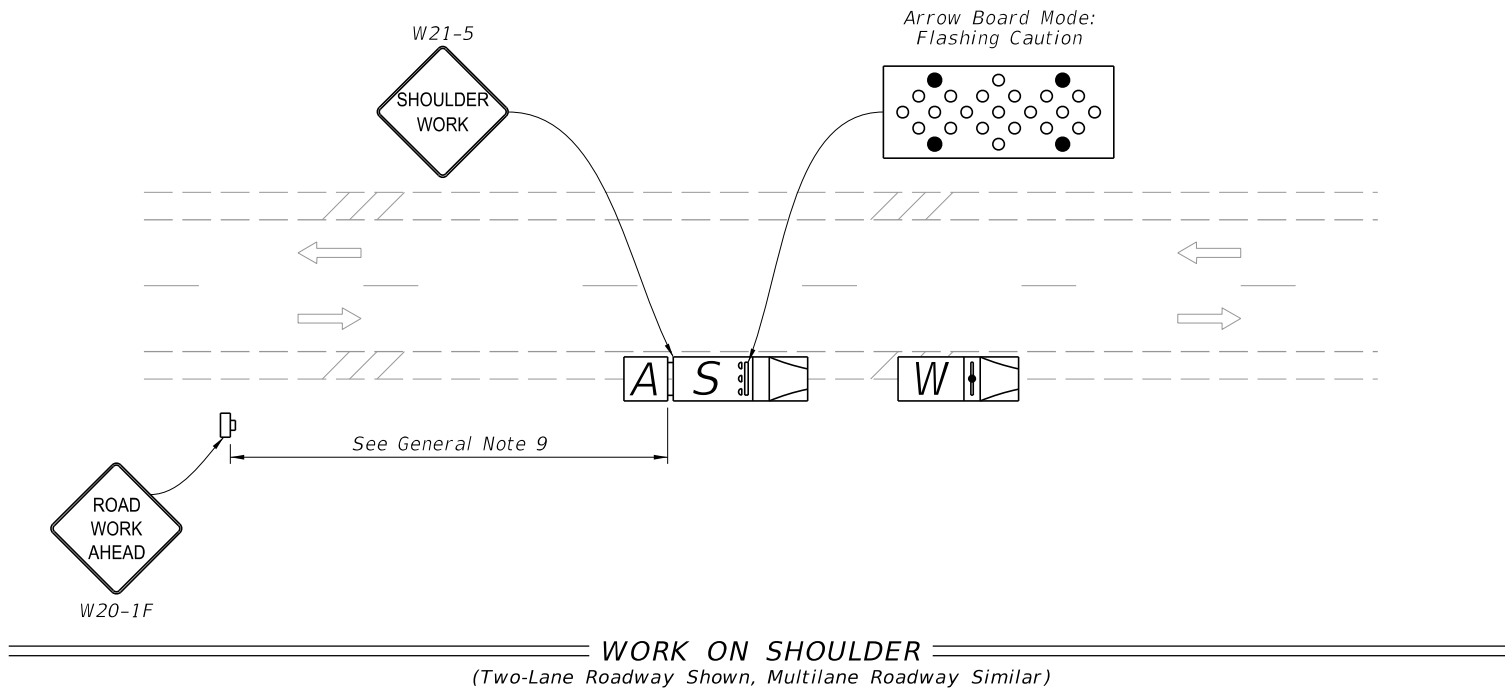 W21-5
SHOULDER
WORK
Arrow Board Mode:
Flashing Caution
A
S
W
See General Note 9
ROAD
WORK
AHEAD
W20-1F
WORK ON SHOULDER
(Two-Lane Roadway Shown, Multilane Roadway Similar)